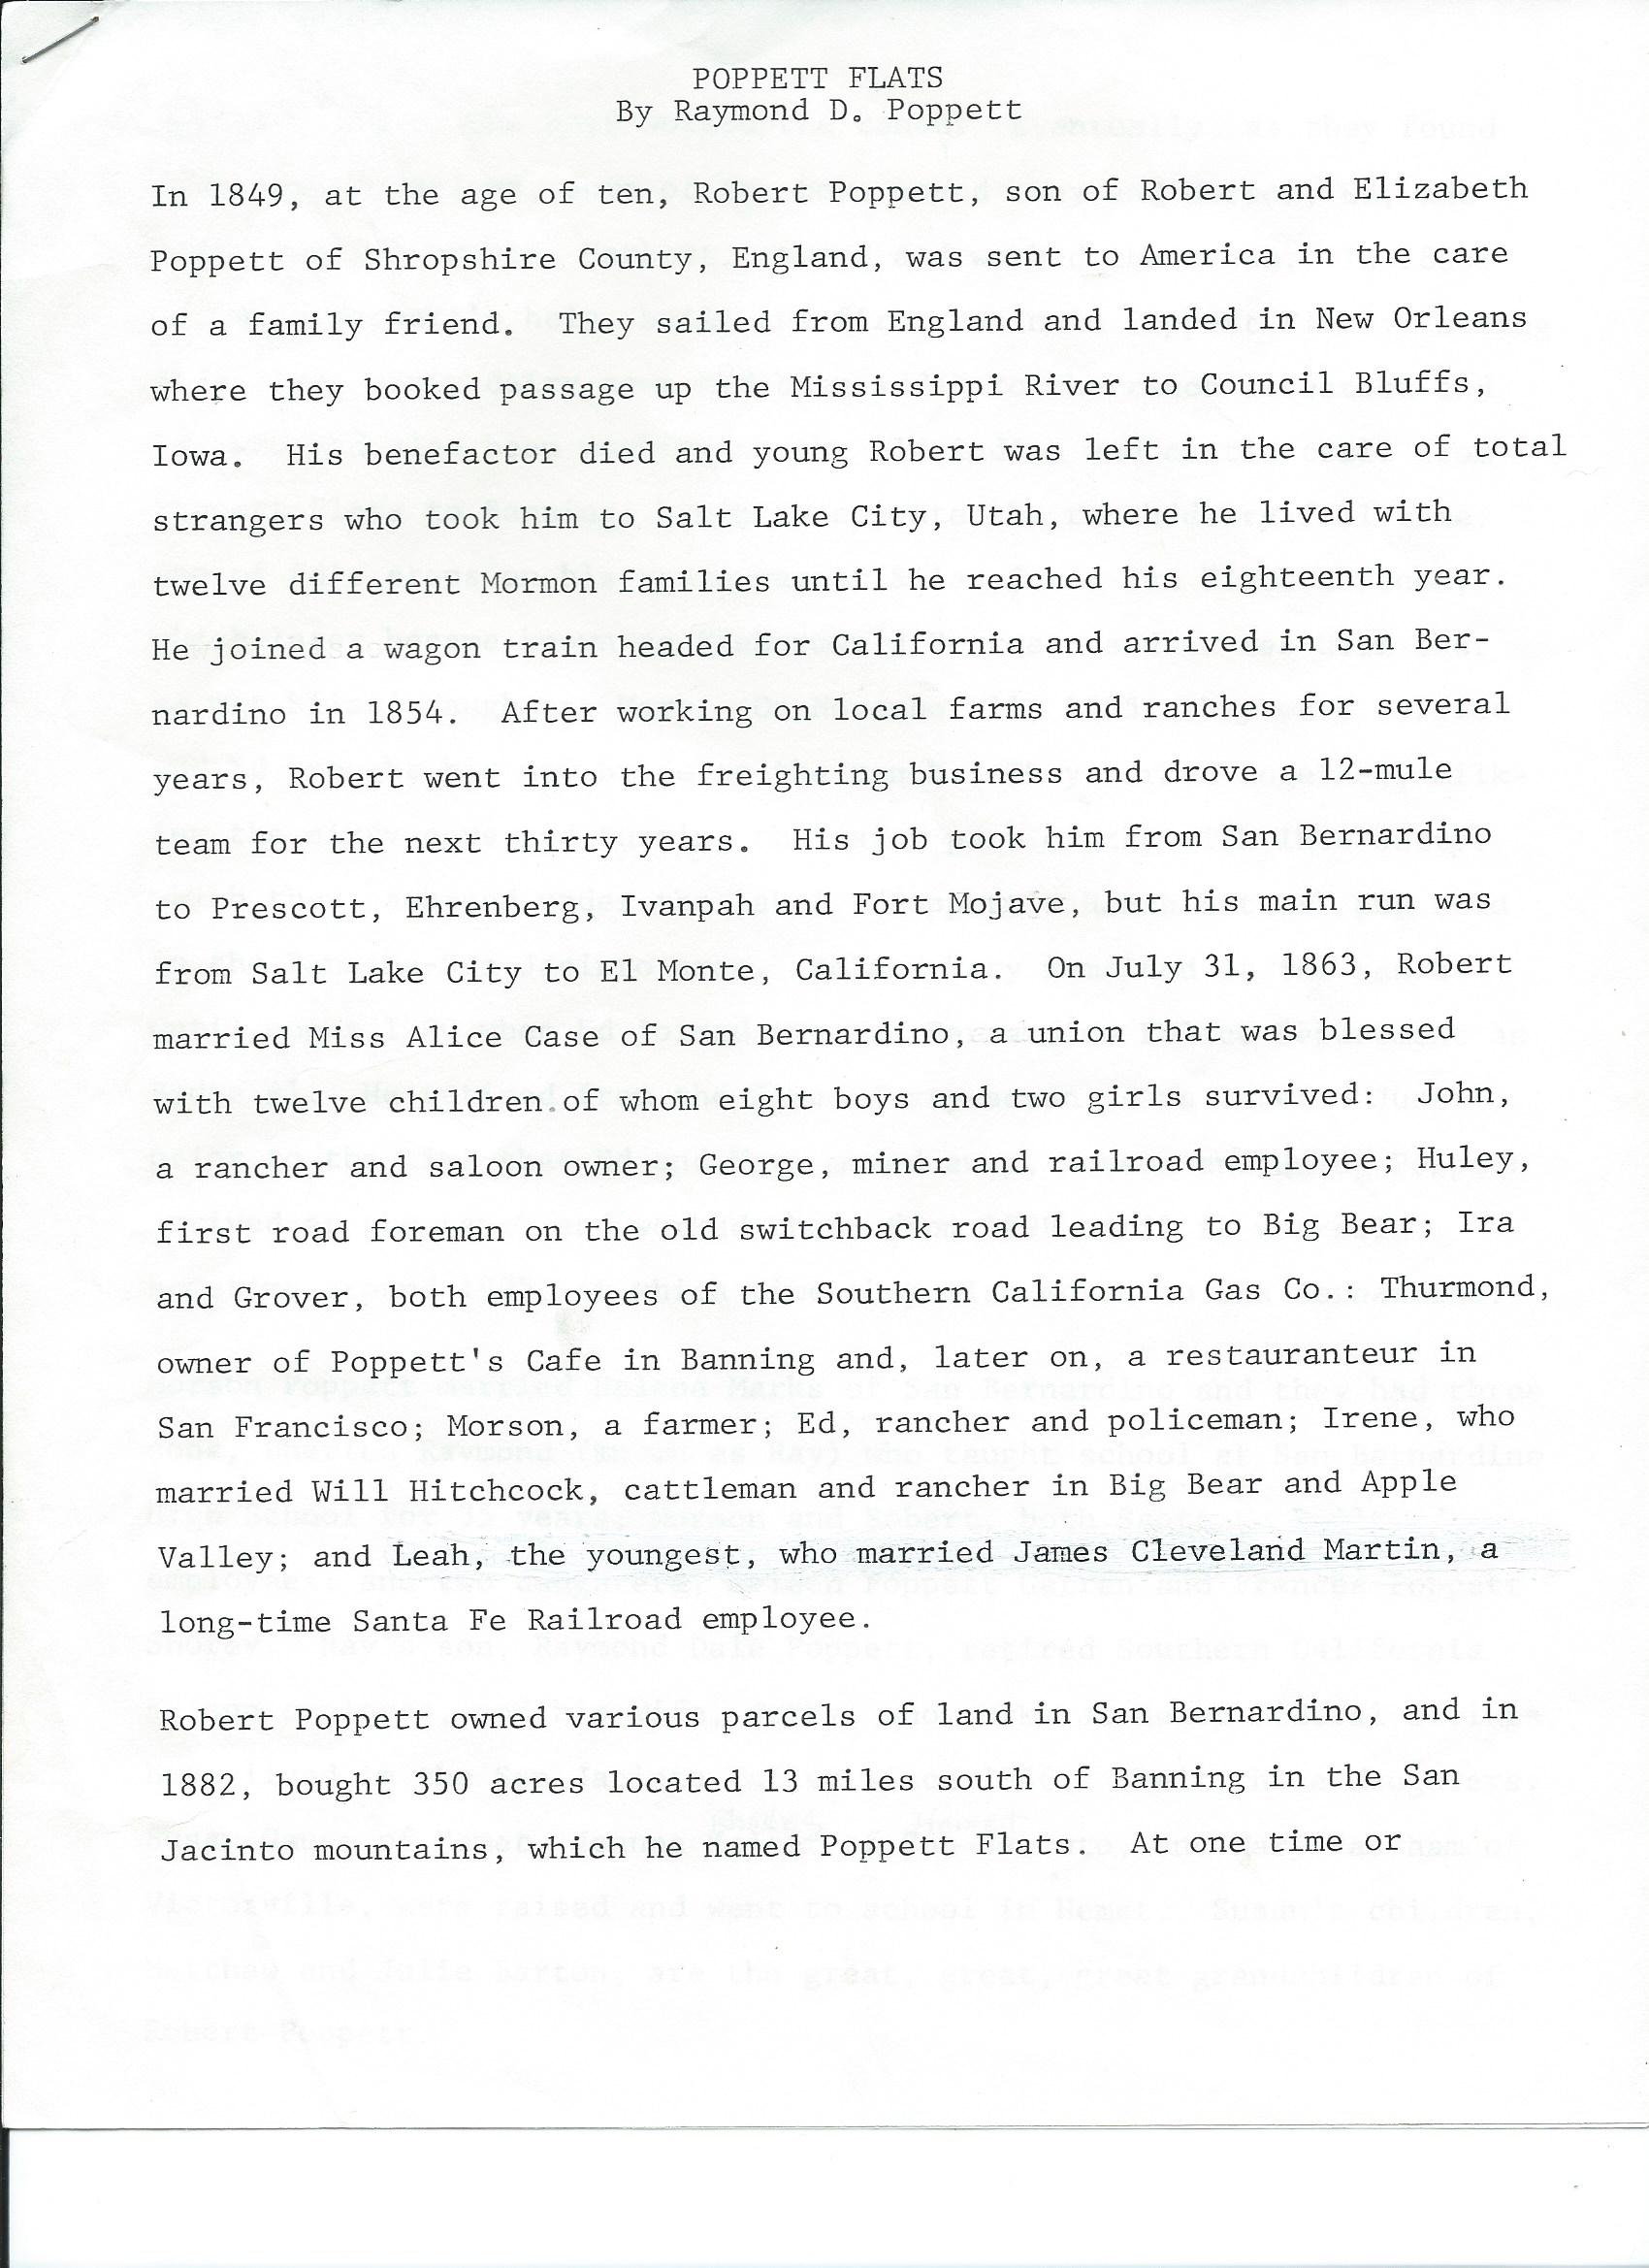 POPPETT FLATS
By Raymond D. Poppett
In 1849, at the age of ten, Robert Poppett, son of Robert and Elizabeth
Poppett of Shropshire County, England, was sent to America in the care
of a family friend.  They sailed from England and landed in New Orleans
where they booked passage up the Mississippi River to Council Bluffs,
Iowa.  His benefactor died and young Robert was left in the care of total
strangers who took him to Salt Lake City, Utah, where he lived with
twelve different Mormon families until he reached his eighteenth year.
He joined a wagon train headed for California and arrived in San Ber-
nardino in 1854.  After working on local farms and ranches for several
years, Robert went into the freighting business and drove a 12-mule
team for the next thirty years.  His job took him from San Bernardino
to Prescott, Ehrenberg, Ivanpah and Fort Mojave, but his main run was
from Salt Lake City to El Monte, California.  On July 31, 1863, Robert
married Miss Alice Case of San Bernardino, a union that was blessed
with twelve children.of whom eight boys and two girls survived:  John,
a rancher and saloon owner; George, miner and railroad employee; Huley,
first road foreman on the old switchback road leading to Big Bear; Ira
and Grover, both employees of the Southern California Gas Co.: Thurmond,
owner of Poppett's Cafe in Banning and, later on, a restauranteur in
San Francisco; Morson, a farmer; Ed, rancher and policeman; Irene, who
married Will Hitchcock, cattleman and rancher in Big Bear and Apple
Valley; and Leah, the youngest, who married James Cleveland Martin, a
long-time Santa Fe Railroad employee.
Robert Poppett owned various parcels of land in San Bernardino, and in
1882, bought 350 acres located 13 miles south of Banning in the San
Jacinto mountains, which he named Poppett Flats.  At one time or